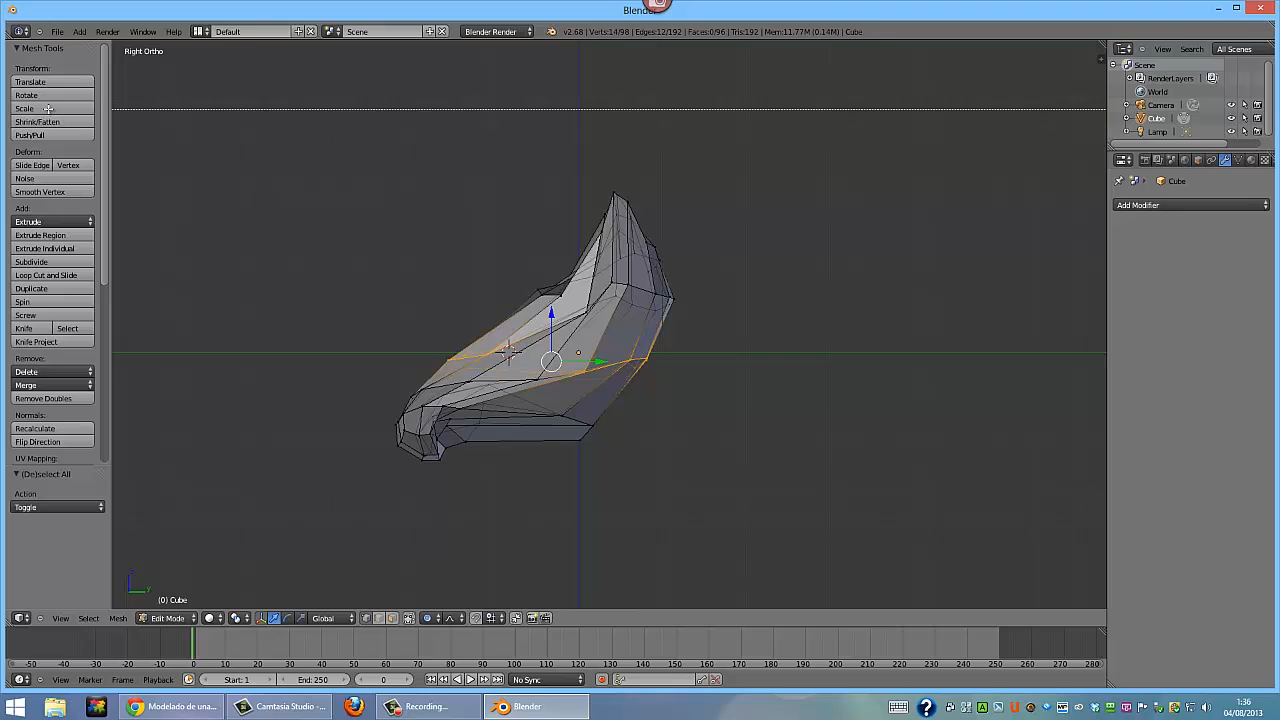 Blender
File Add Render Window Help Default Scene Blender Render v2.68 | Verts:14/98 | Edges:12/192 | Faces:0/96 | Tris:192 | Mem:11.77M (0.14M) | Cube
Mesh Tools
Right Ortho
View Search All Scenes
Scene
RenderLayers
World
Camera
Cube
Lamp
Cube
Add Modifier
Transform:
Translate
Rotate
Scale
Shrink/Fatten
Push/Pull
Deform:
Slide Edge Vertex
Noise
Smooth Vertex
Add:
Extrude
Extrude Region
Extrude Individual
Subdivide
Loop Cut and Slide
Duplicate
Spin
Screw
Knife Select
Knife Project
Remove:
Delete
Merge
Remove Doubles
Normals:
Recalculate
Flip Direction
UV Mapping:
(De)select All
Action
Toggle
z
y
(0) Cube
View Select Mesh Edit Mode Global
-50 -40 -30 -20 -10 0 10 20 30 40 50 60 70 80 90 100 110 120 130 140 150 160 170 180 190 200 210 220 230 240 250 260 270 280
View Marker Frame Playback Start: 1 End: 250 0 No Sync
Modelado de una... Camtasia Studio -... Recording... Blender
1:36
04/08/2013